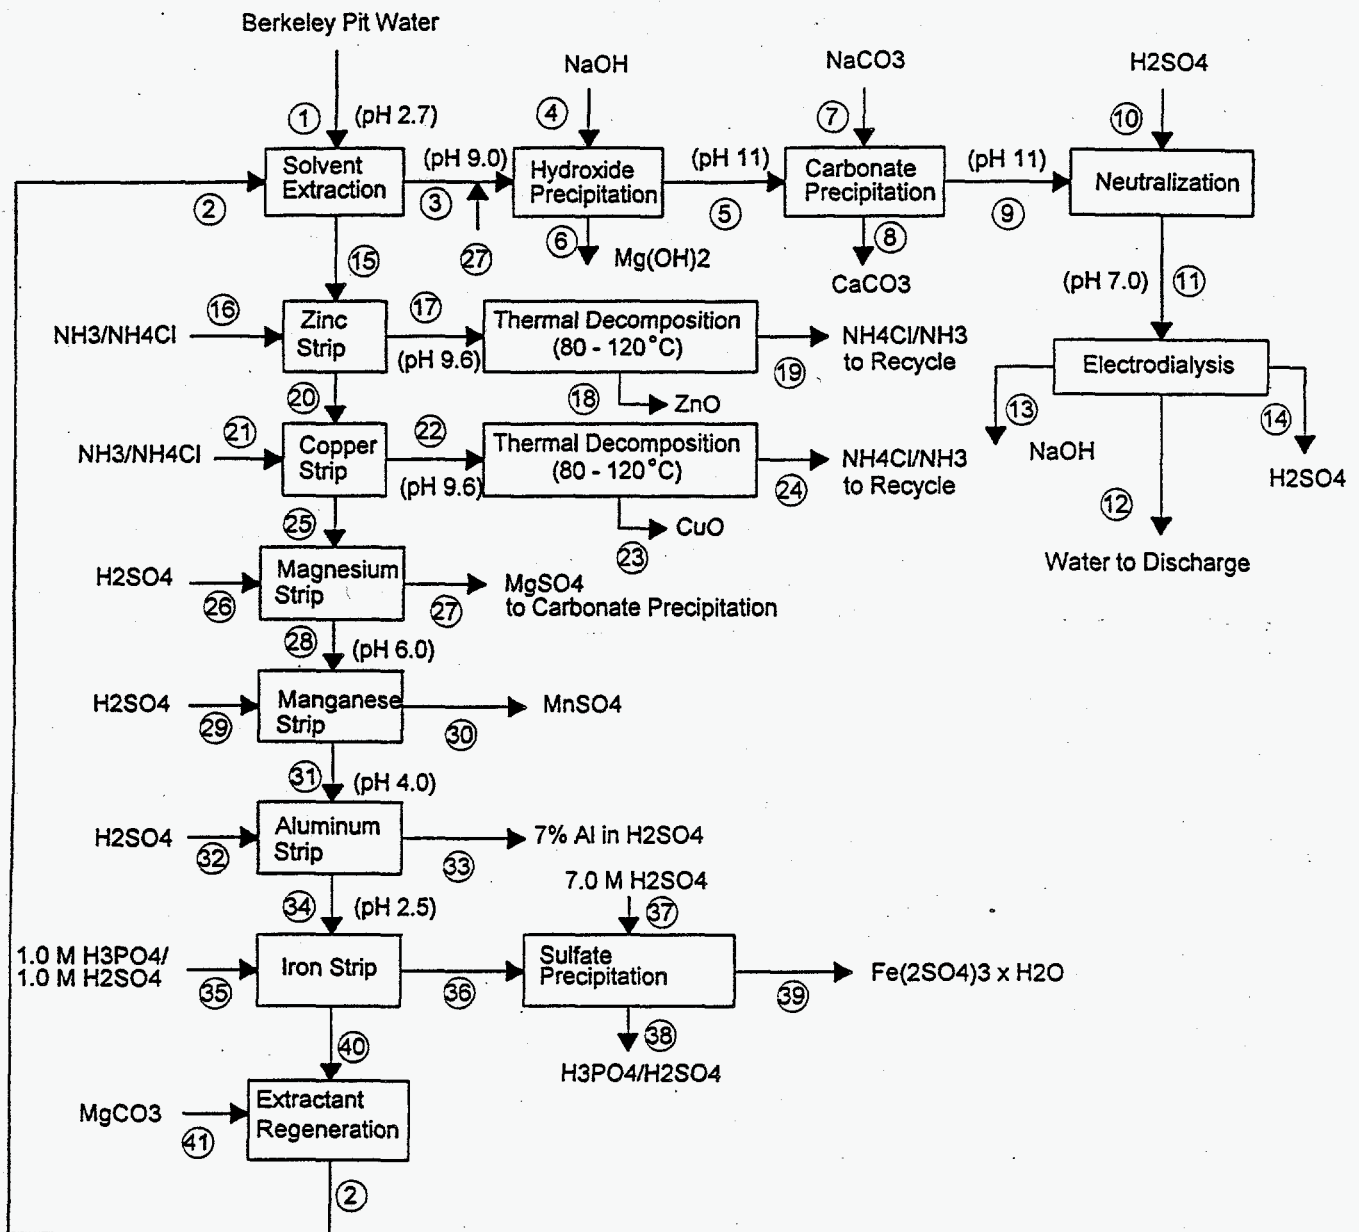 Berkeley Pit Water
NaOH
NaCO3
H2SO4
1
(pH 2.7)
4
7
10
Solvent
Extraction
(pH 9.0)
Hydroxide
Precipitation
(pH 11)
Carbonate
Precipitation
(pH 11)
Neutralization
2
3
27
5
9
6
Mg(OH)2
8
CaCO3
15
(pH 7.0)
11
NH3/NH4Cl
16
Zinc
Strip
17
(pH 9.6)
Thermal Decomposition
(80 - 120°C)
19
NH4Cl/NH3
to Recycle
Electrodialysis
20
18
ZnO
13
NaOH
14
H2SO4
NH3/NH4Cl
21
Copper
Strip
22
(pH 9.6)
Thermal Decomposition
(80 - 120°C)
24
NH4Cl/NH3
to Recycle
12
Water to Discharge
25
23
CuO
H2SO4
26
Magnesium
Strip
27
MgSO4
to Carbonate Precipitation
28
(pH 6.0)
H2SO4
29
Manganese
Strip
30
MnSO4
31
(pH 4.0)
H2SO4
32
Aluminum
Strip
33
7% Al in H2SO4
34
(pH 2.5)
7.0 M H2SO4
37
1.0 M H3PO4/
1.0 M H2SO4
35
Iron Strip
36
Sulfate
Precipitation
39
Fe(2SO4)3 x H2O
40
38
H3PO4/H2SO4
MgCO3
41
Extractant
Regeneration
2